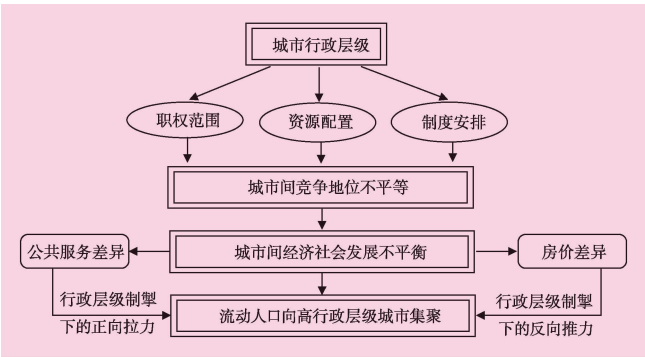 城市行政层级
职权范围
资源配置
制度安排
城市间竞争地位不平等
公共服务差异
城市间经济社会发展不平衡
房价差异
行政层级制掣
下的正向拉力
流动人口向高行政层级城市集聚
行政层级制掣
下的反向推力